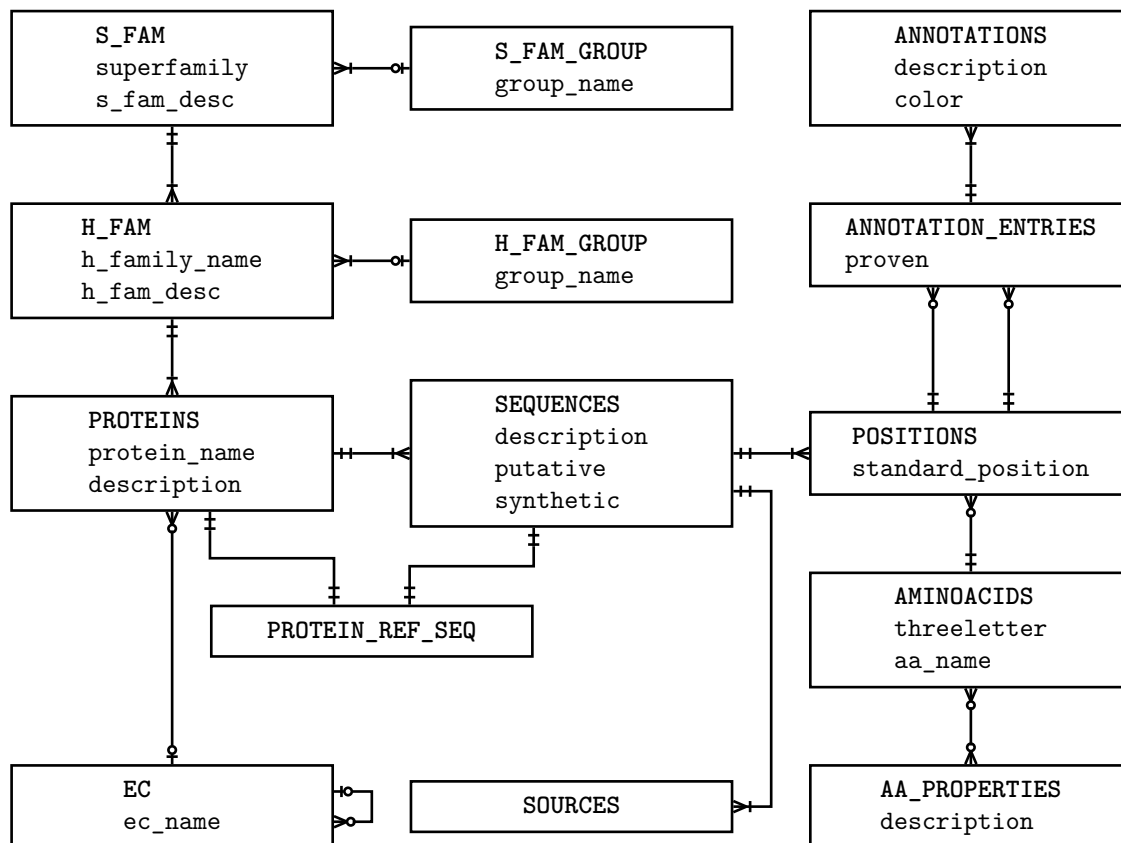 S_FAM
superfamily
s_fam_desc
S_FAM_GROUP
group_name
ANNOTATIONS
description
color
H_FAM
h_family_name
h_fam_desc
H_FAM_GROUP
group_name
ANNOTATION_ENTRIES
proven
PROTEINS
protein_name
description
SEQUENCES
description
putative
synthetic
POSITIONS
standard_position
PROTEIN_REF_SEQ
AMINOACIDS
threeletter
aa_name
EC
ec_name
SOURCES
AA_PROPERTIES
description